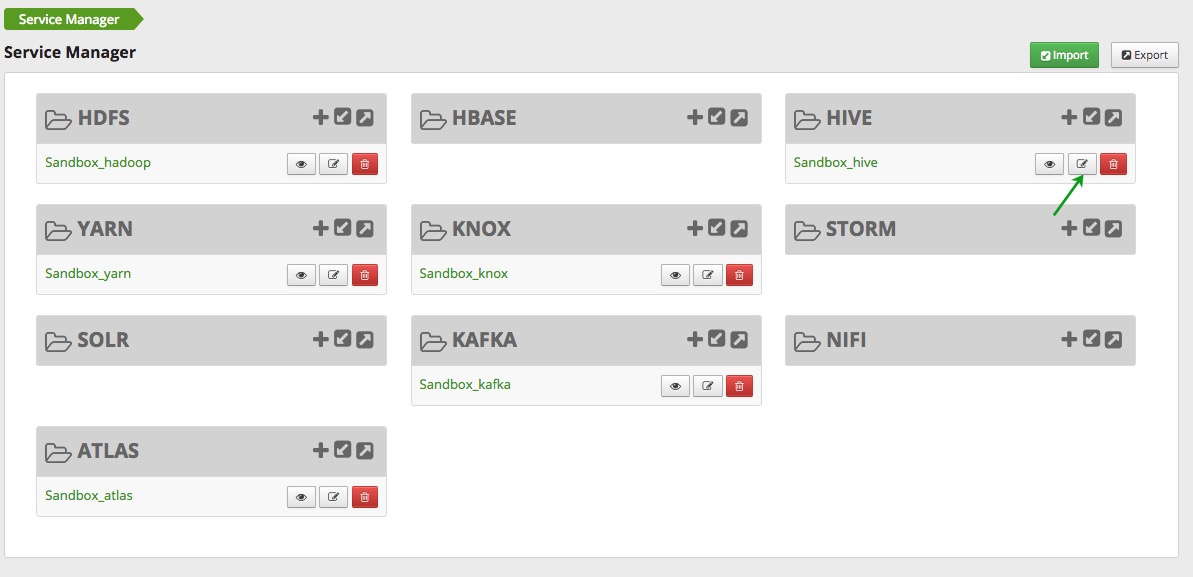 Service Manager
Service Manager
Import
Export
HDFS
HBASE
HIVE
Sandbox_hadoop
Sandbox_hive
YARN
KNOX
STORM
Sandbox_yarn
Sandbox_knox
SOLR
KAFKA
NIFI
Sandbox_kafka
ATLAS
Sandbox_atlas